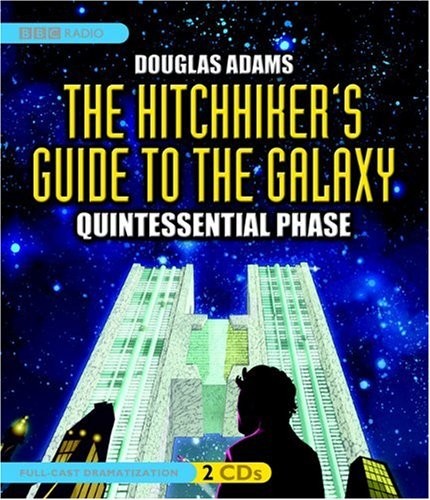 BBC RADIO
DOUGLAS ADAMS
THE HITCHHIKER'S
GUIDE TO THE GALAXY
QUINTESSENTIAL PHASE
FULL-CAST DRAMATIZATION 2 CDs